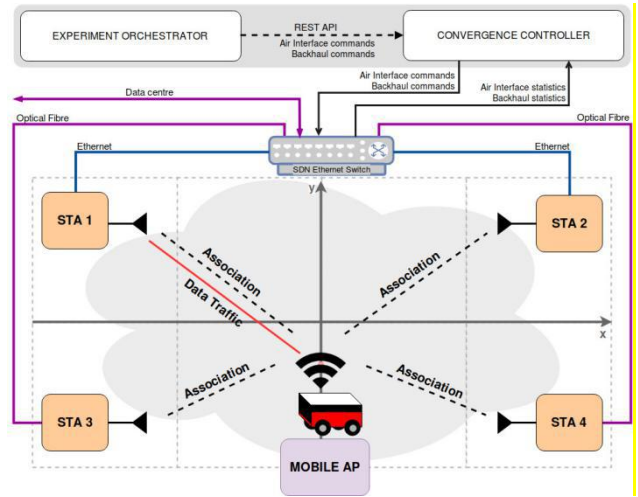 EXPERIMENT ORCHESTRATOR
REST API
Air Interface commands
Backhaul commands
CONVERGENCE CONTROLLER
Air Interface commands
Backhaul commands
Air Interface statistics
Backhaul statistics
Data centre
Optical Fibre
Optical Fibre
Ethernet
Ethernet
SDN Ethernet Switch
y
STA 1
STA 2
Association
Association
Data Traffic
x
Association
Association
STA 3
STA 4
MOBILE AP